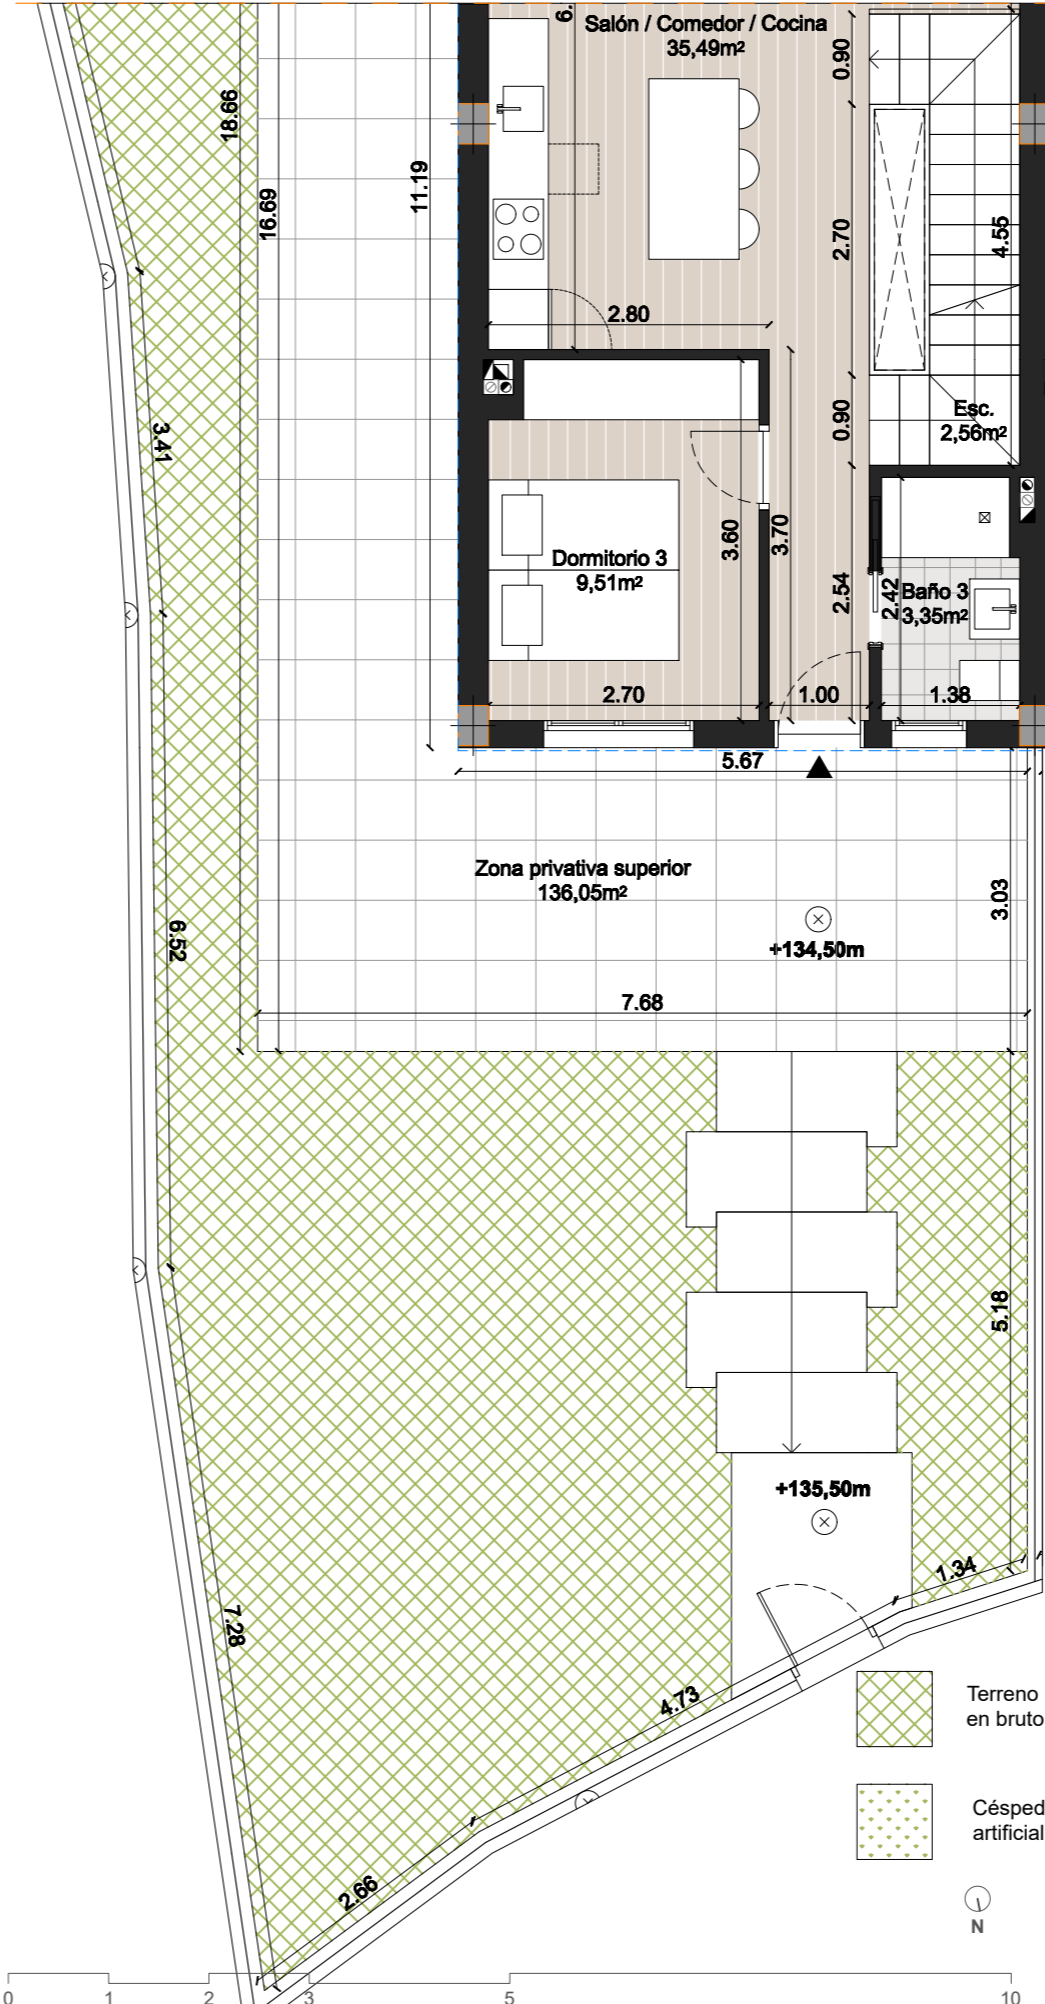 6.
Salón / Comedor / Cocina
35,49m²
0.90
18.66
16.69
11.19
2.70
4.55
2.80
0.90
Esc.
2,56m²
3.41
3.60
3.70
Dormitorio 3
9,51m²
2.54
2.42
Baño 3
3,35m²
2.70
1.00
1.38
5.67
Zona privativa superior
136,05m²
3.03
6.52
+134,50m
7.68
5.18
+135,50m
1.34
7.28
4.73
2.66
Terreno
en bruto
Césped
artificial
N
0 1 2 3 5 10